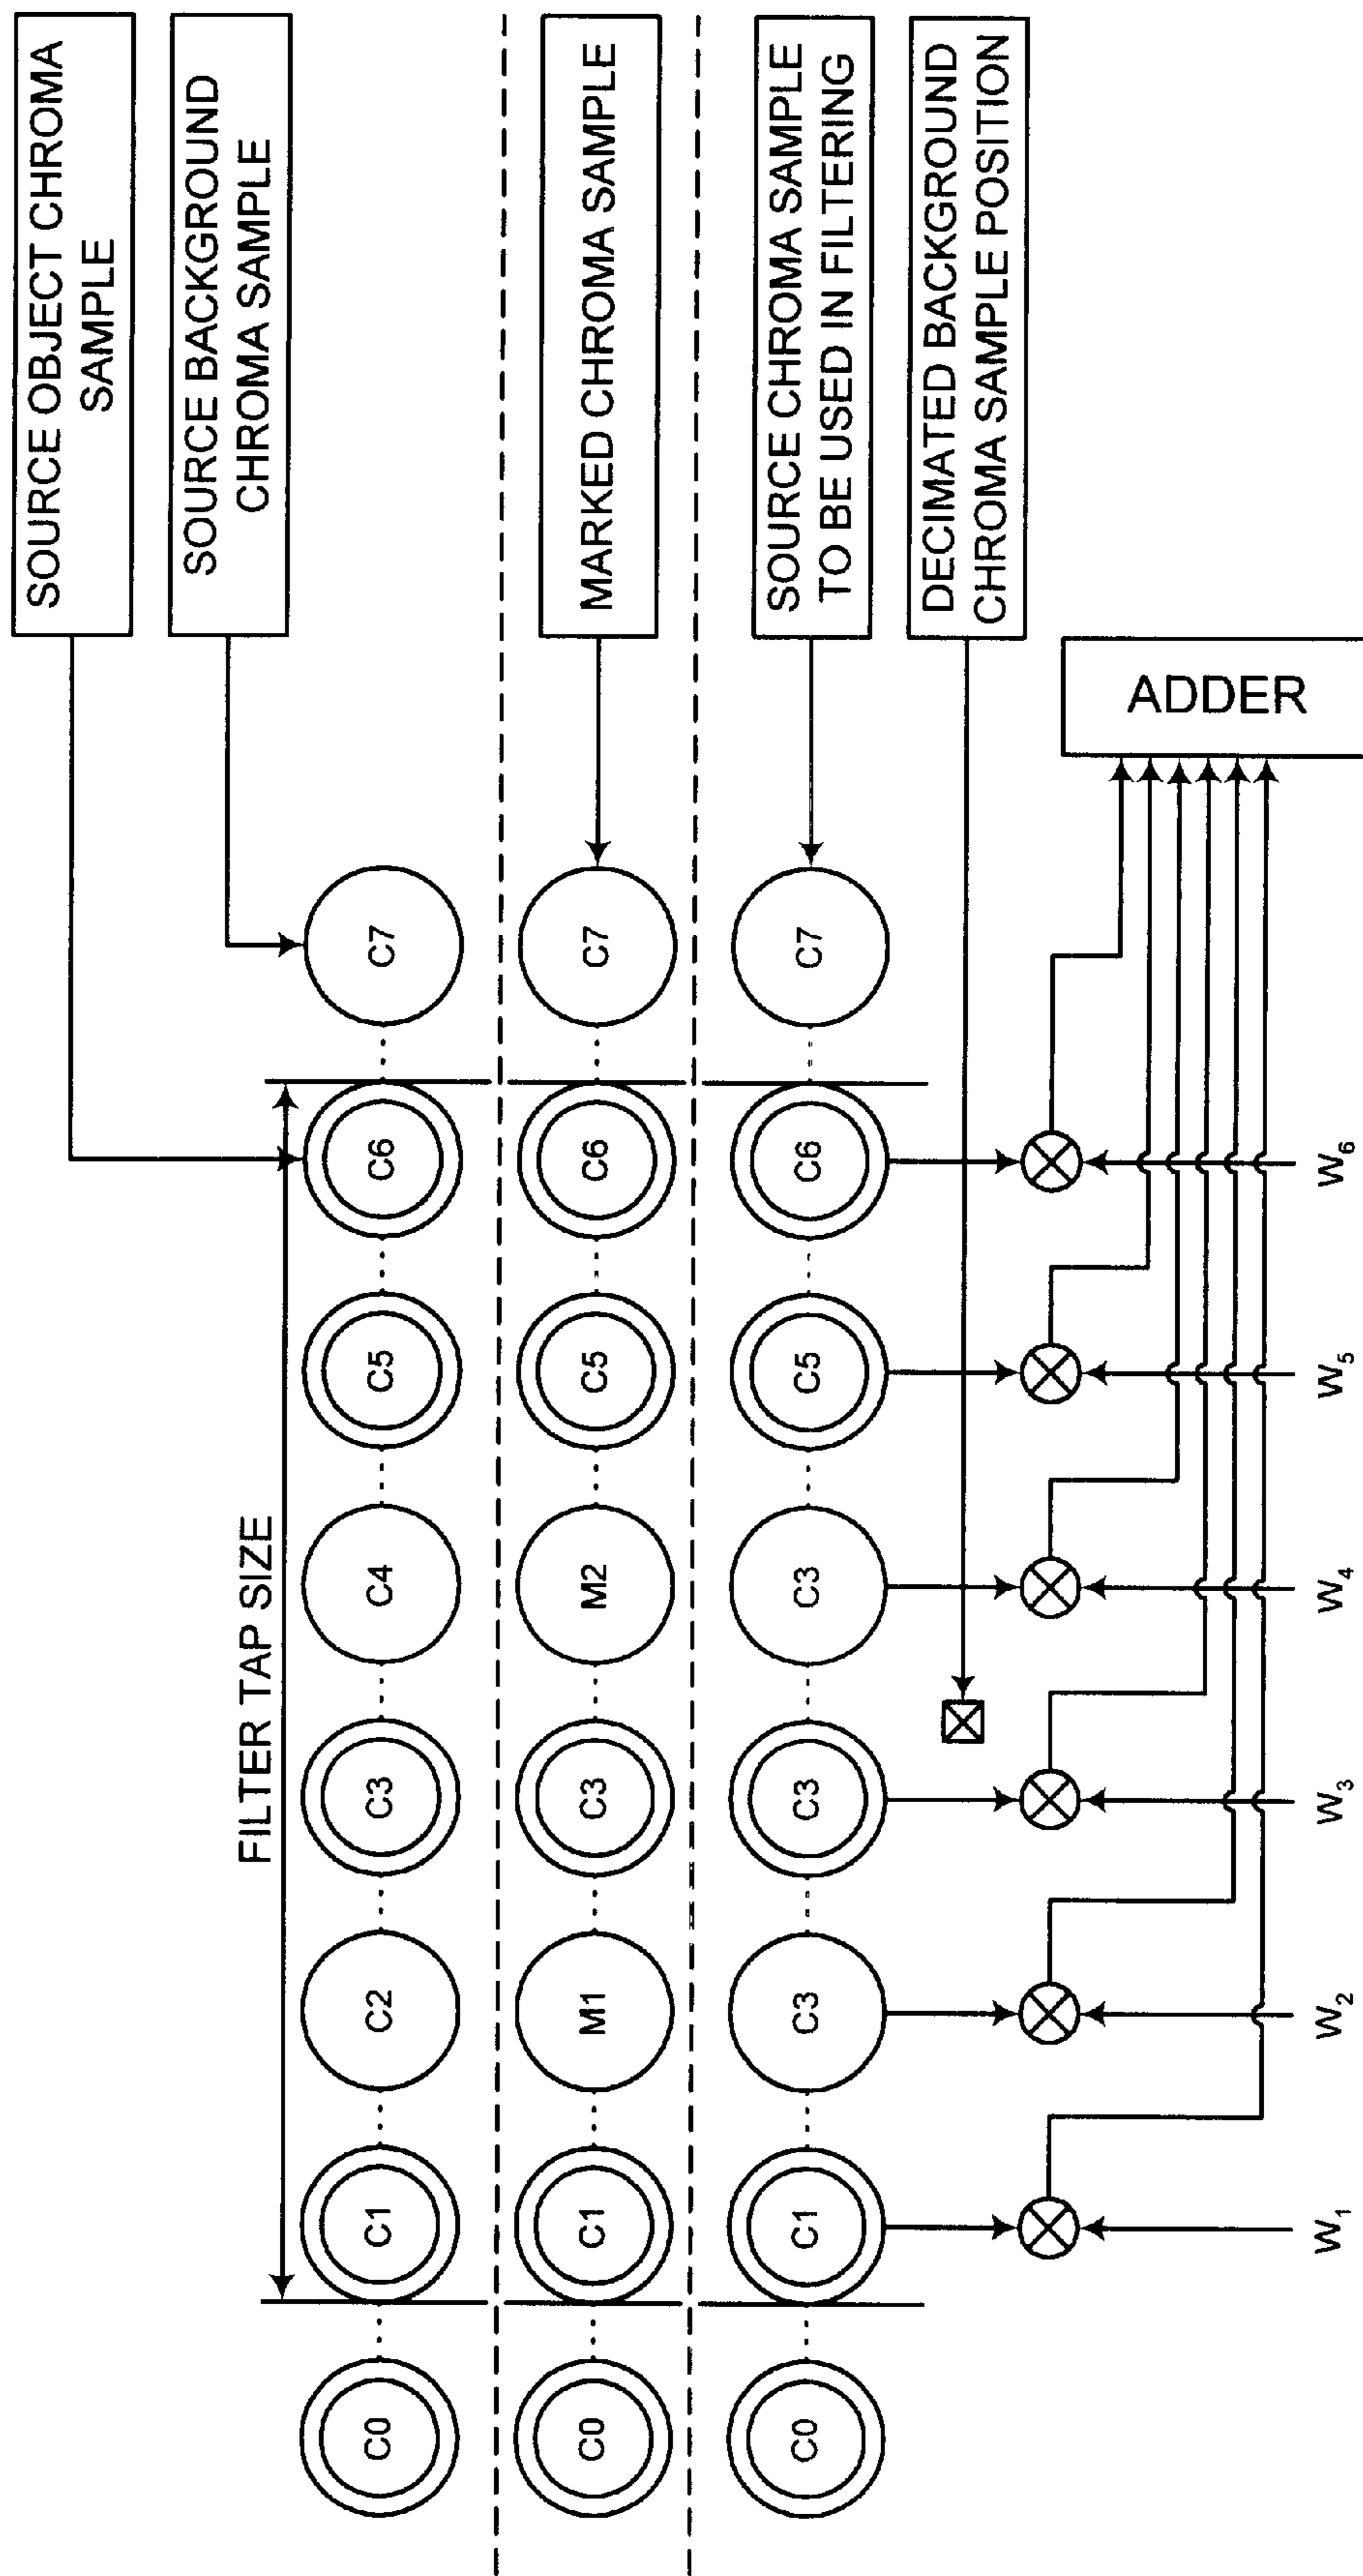 SOURCE OBJECT CHROMA
SAMPLE
SOURCE BACKGROUND
CHROMA SAMPLE
FILTER TAP SIZE
C0 C1 C2 C3 C4 C5 C6 C7
MARKED CHROMA SAMPLE
C0 C1 M1 C3 M2 C5 C6 C7
SOURCE CHROMA SAMPLE
TO BE USED IN FILTERING
C0 C1 C3 C3 C3 C5 C6 C7
DECIMATED BACKGROUND
CHROMA SAMPLE POSITION
ADDER
W1 W2 W3 W4 W5 W6